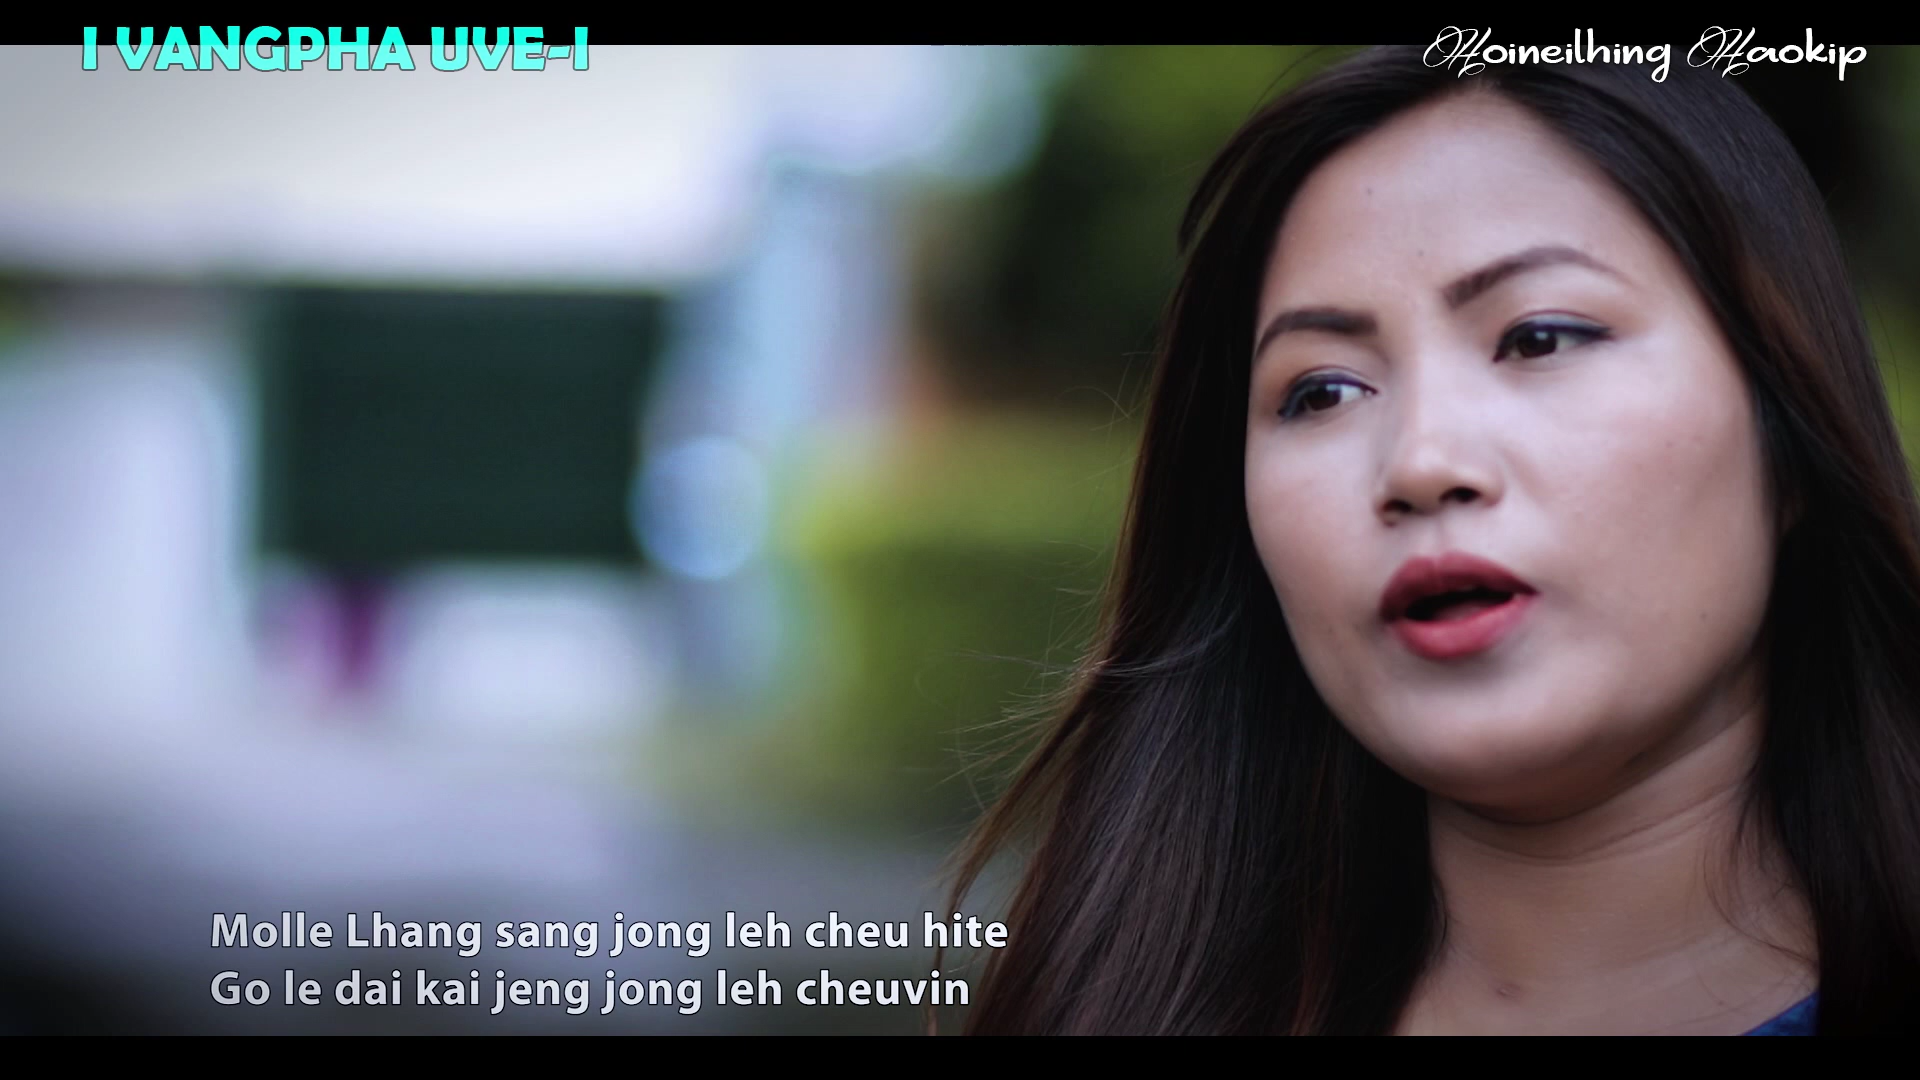 I VANGPHA UVE-I
Hoineilhing Haokip
Molle Lhang sang jong leh cheu hite
Go le dai kai jeng jong leh cheuvin